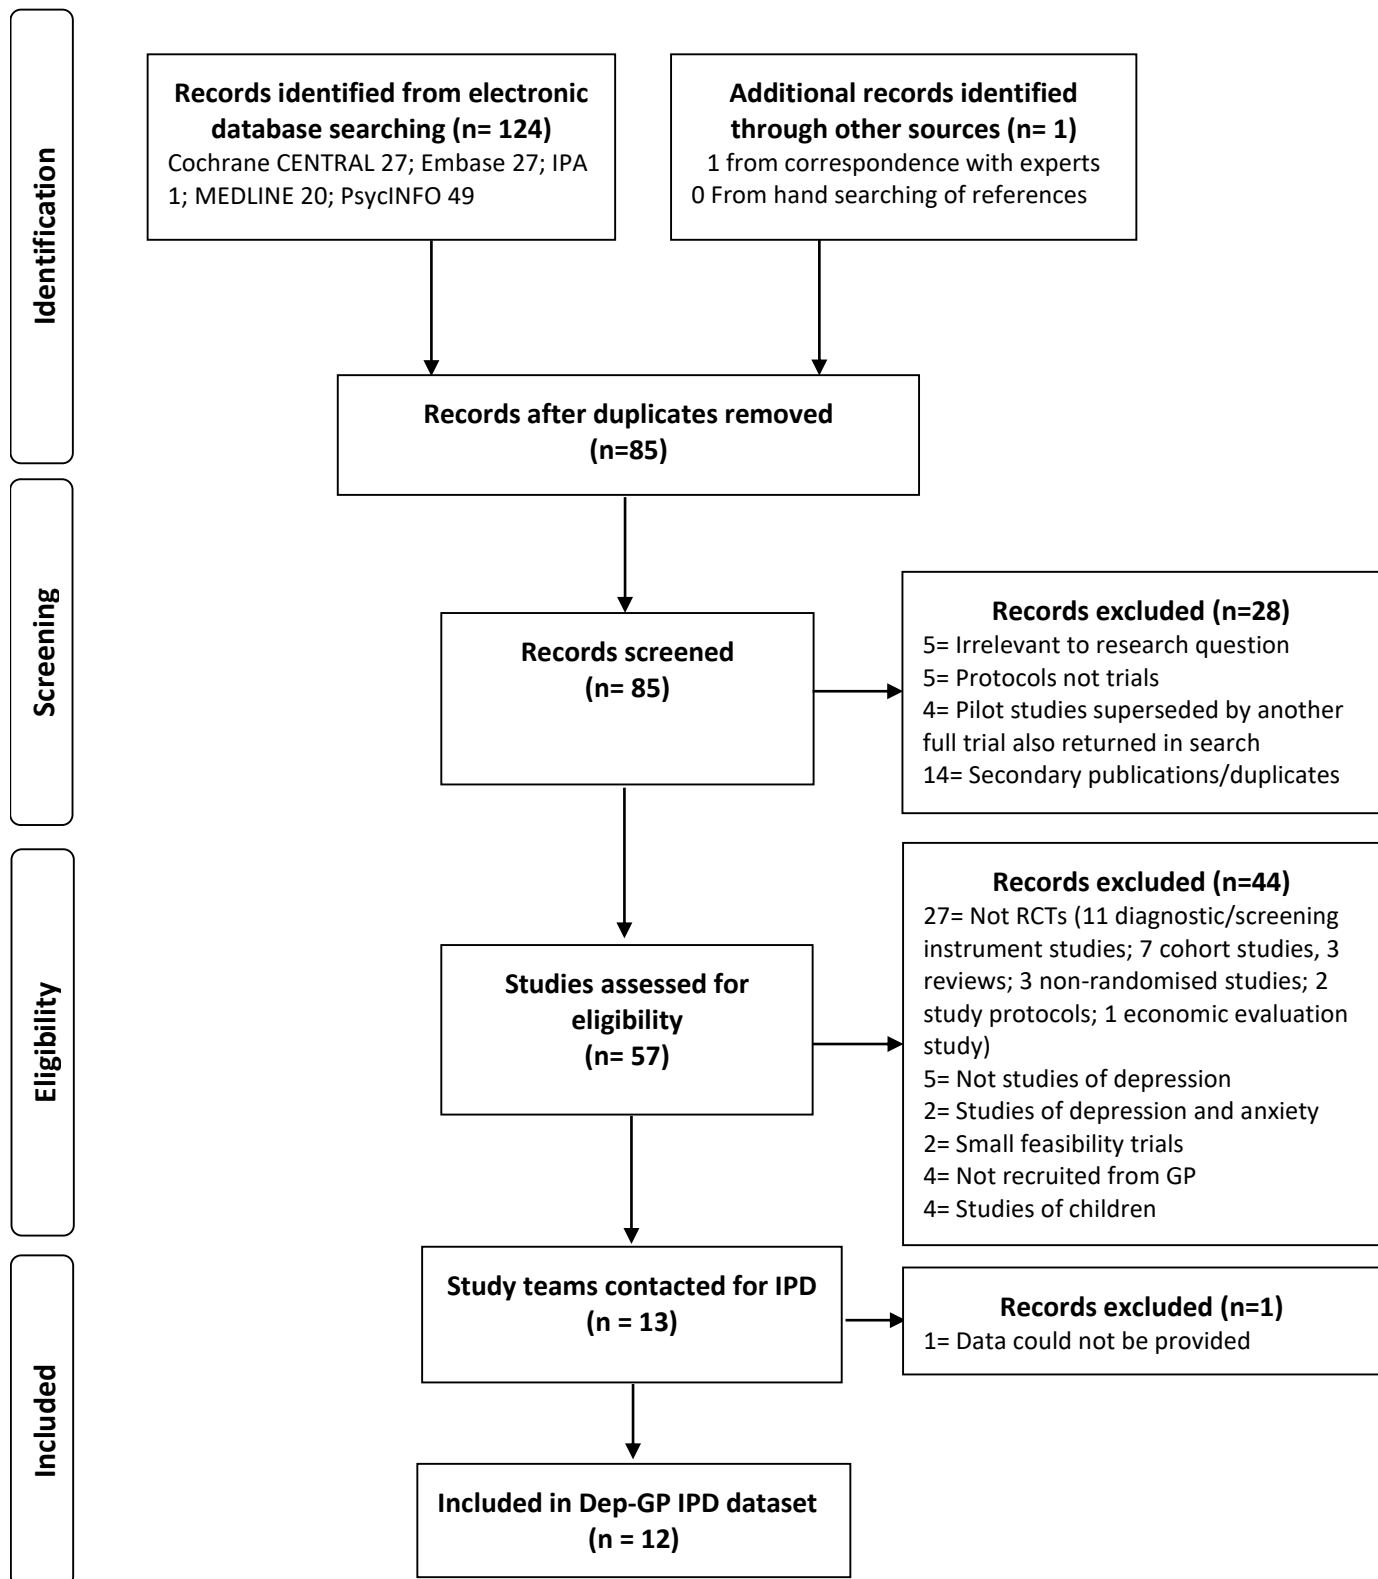 Identification
Records identified from electronic
database searching (n= 124)
Cochrane CENTRAL 27; Embase 27; IPA
1; MEDLINE 20; PsycINFO 49
Additional records identified
through other sources (n= 1)
1 from correspondence with experts
0 From hand searching of references
Records after duplicates removed
(n=85)
Screening
Records screened
(n= 85)
Records excluded (n=28)
5= Irrelevant to research question
5= Protocols not trials
4= Pilot studies superseded by another
full trial also returned in search
14= Secondary publications/duplicates
Eligibility
Studies assessed for
eligibility
(n= 57)
Records excluded (n=44)
27= Not RCTs (11 diagnostic/screening
instrument studies; 7 cohort studies, 3
reviews; 3 non-randomised studies; 2
study protocols; 1 economic evaluation
study)
5= Not studies of depression
2= Studies of depression and anxiety
2= Small feasibility trials
4= Not recruited from GP
4= Studies of children
Included
Study teams contacted for IPD
(n = 13)
Records excluded (n=1)
1= Data could not be provided
Included in Dep-GP IPD dataset
(n = 12)